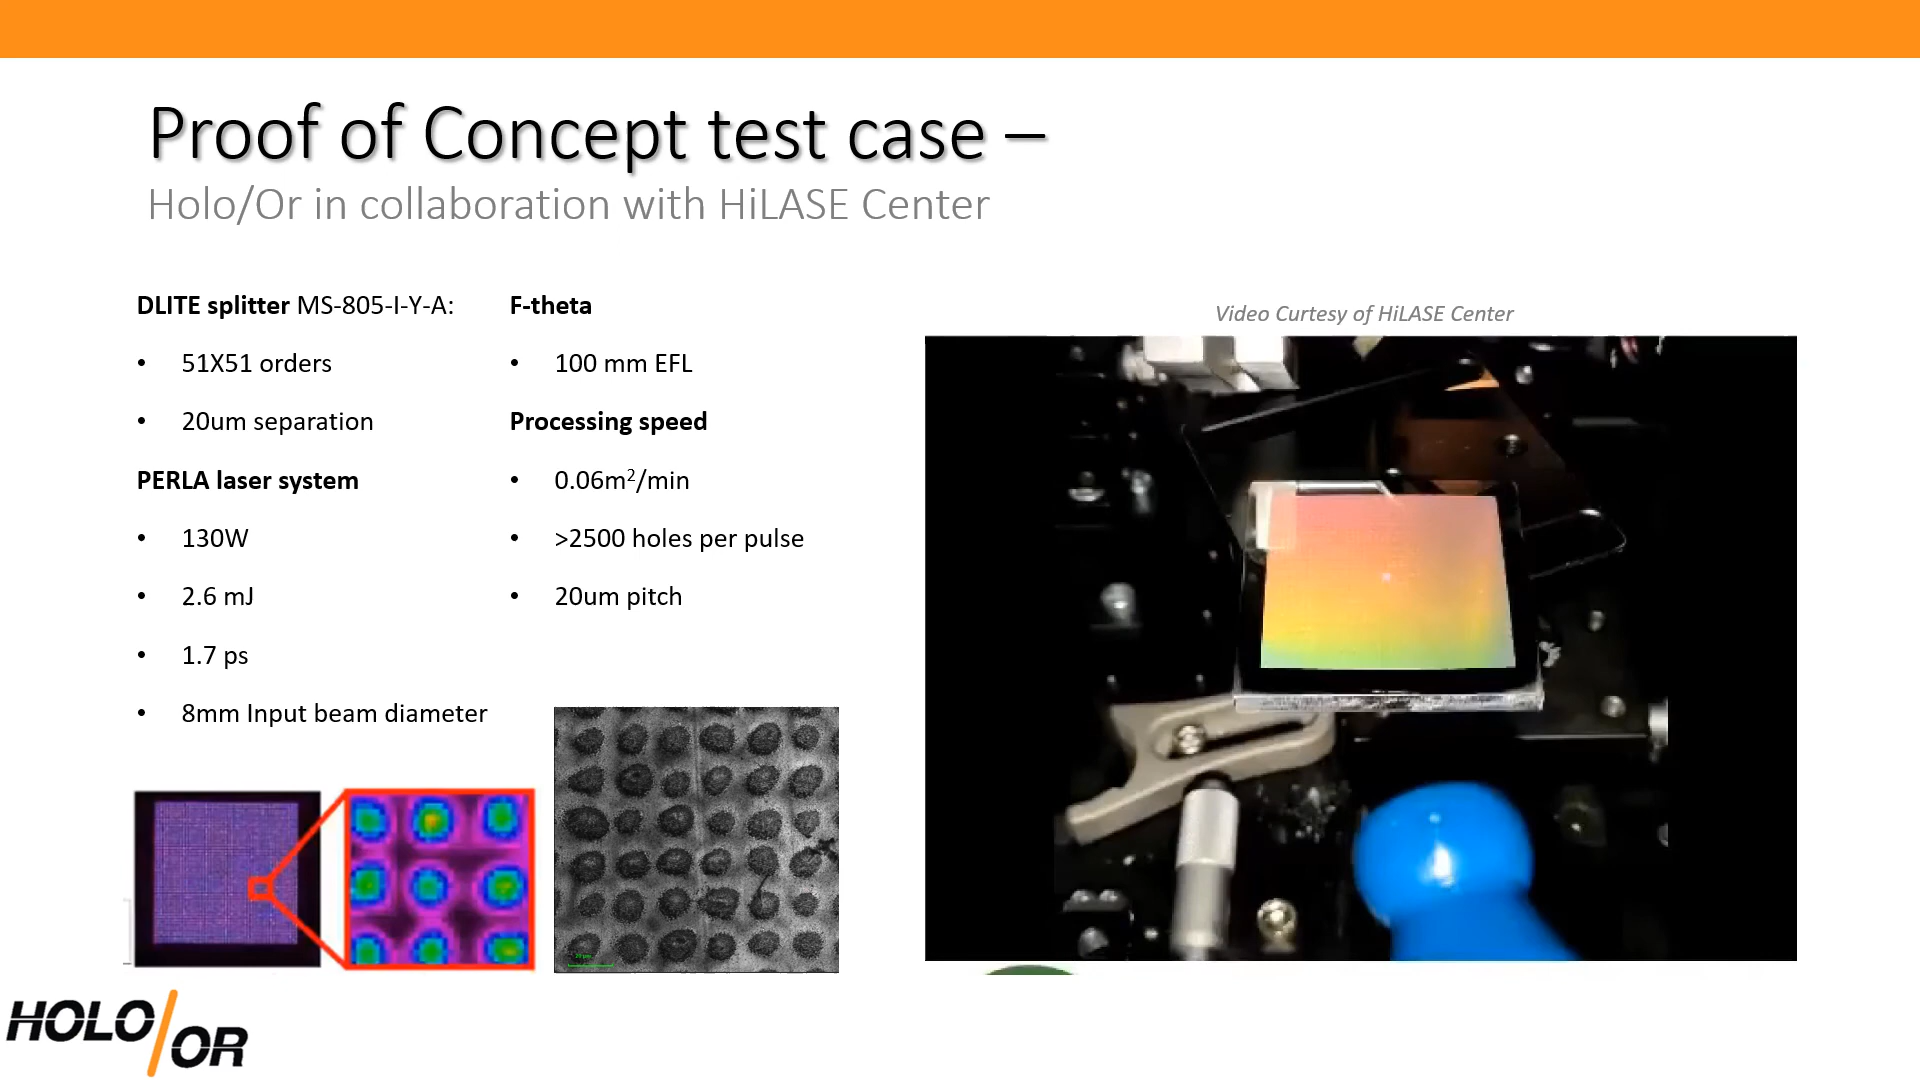 Proof of Concept test case –
Holo/Or in collaboration with HiLASE Center
DLITE splitter MS-805-I-Y-A:
• 51X51 orders
• 20um separation
PERLA laser system
• 130W
• 2.6 mJ
• 1.7 ps
• 8mm Input beam diameter
F-theta
• 100 mm EFL
Processing speed
• 0.06m²/min
• >2500 holes per pulse
• 20um pitch
Video Curtesy of HiLASE Center
HOLO/OR